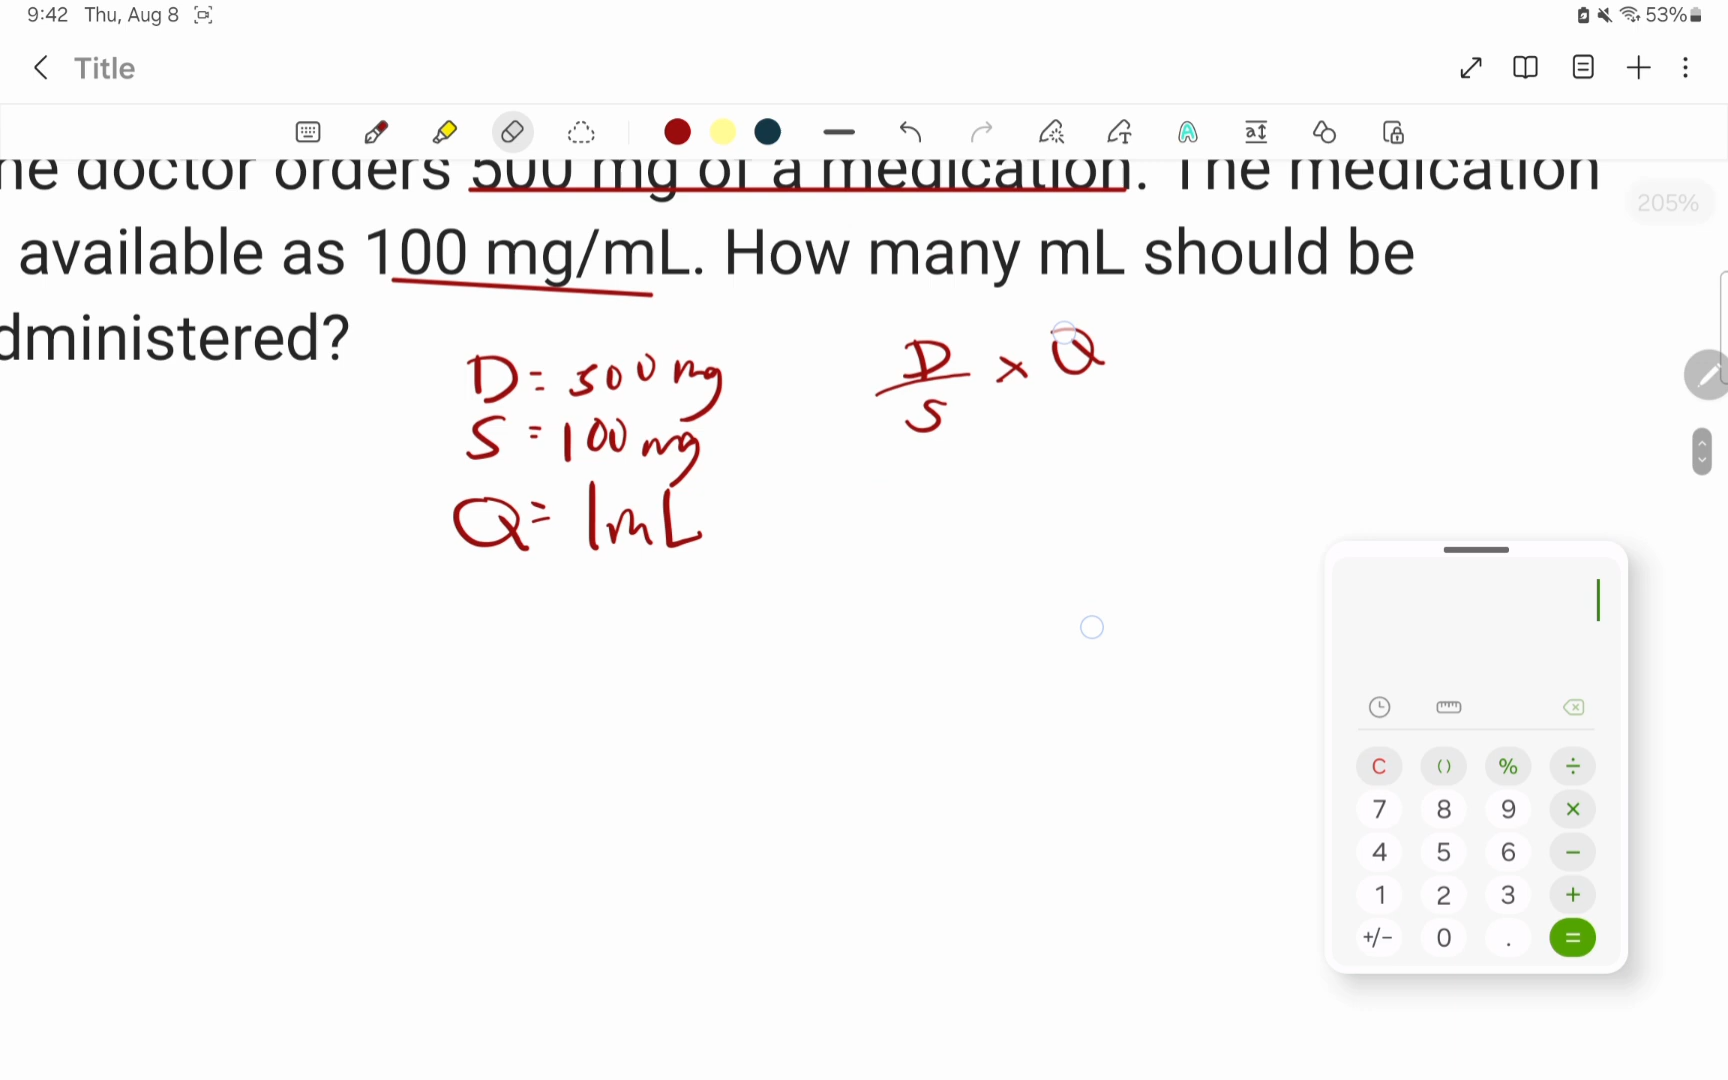 9:42 Thu, Aug 8 53%
Title
he doctor orders 500 mg of a medication. The medication
205%
available as 100 mg/mL. How many mL should be
dministered?
D = 500 mg
S = 100 mg
Q = 1mL
D
S
× Q
C () % ÷
7 8 9 ×
4 5 6 −
1 2 3 +
+/− 0 . =